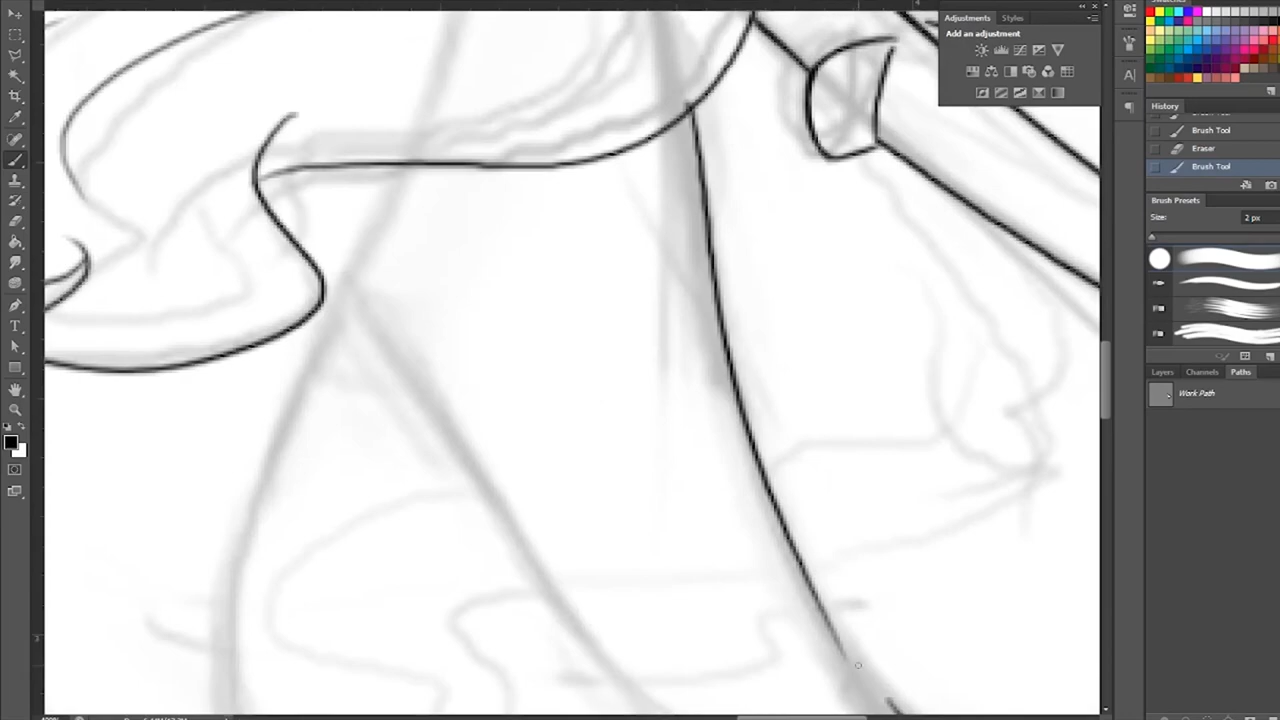 Swatches
Adjustments
Styles
Add an adjustment
History
Brush Tool
Eraser
Brush Tool
Brush Presets
Size:
2 px
Layers
Channels
Paths
Work Path